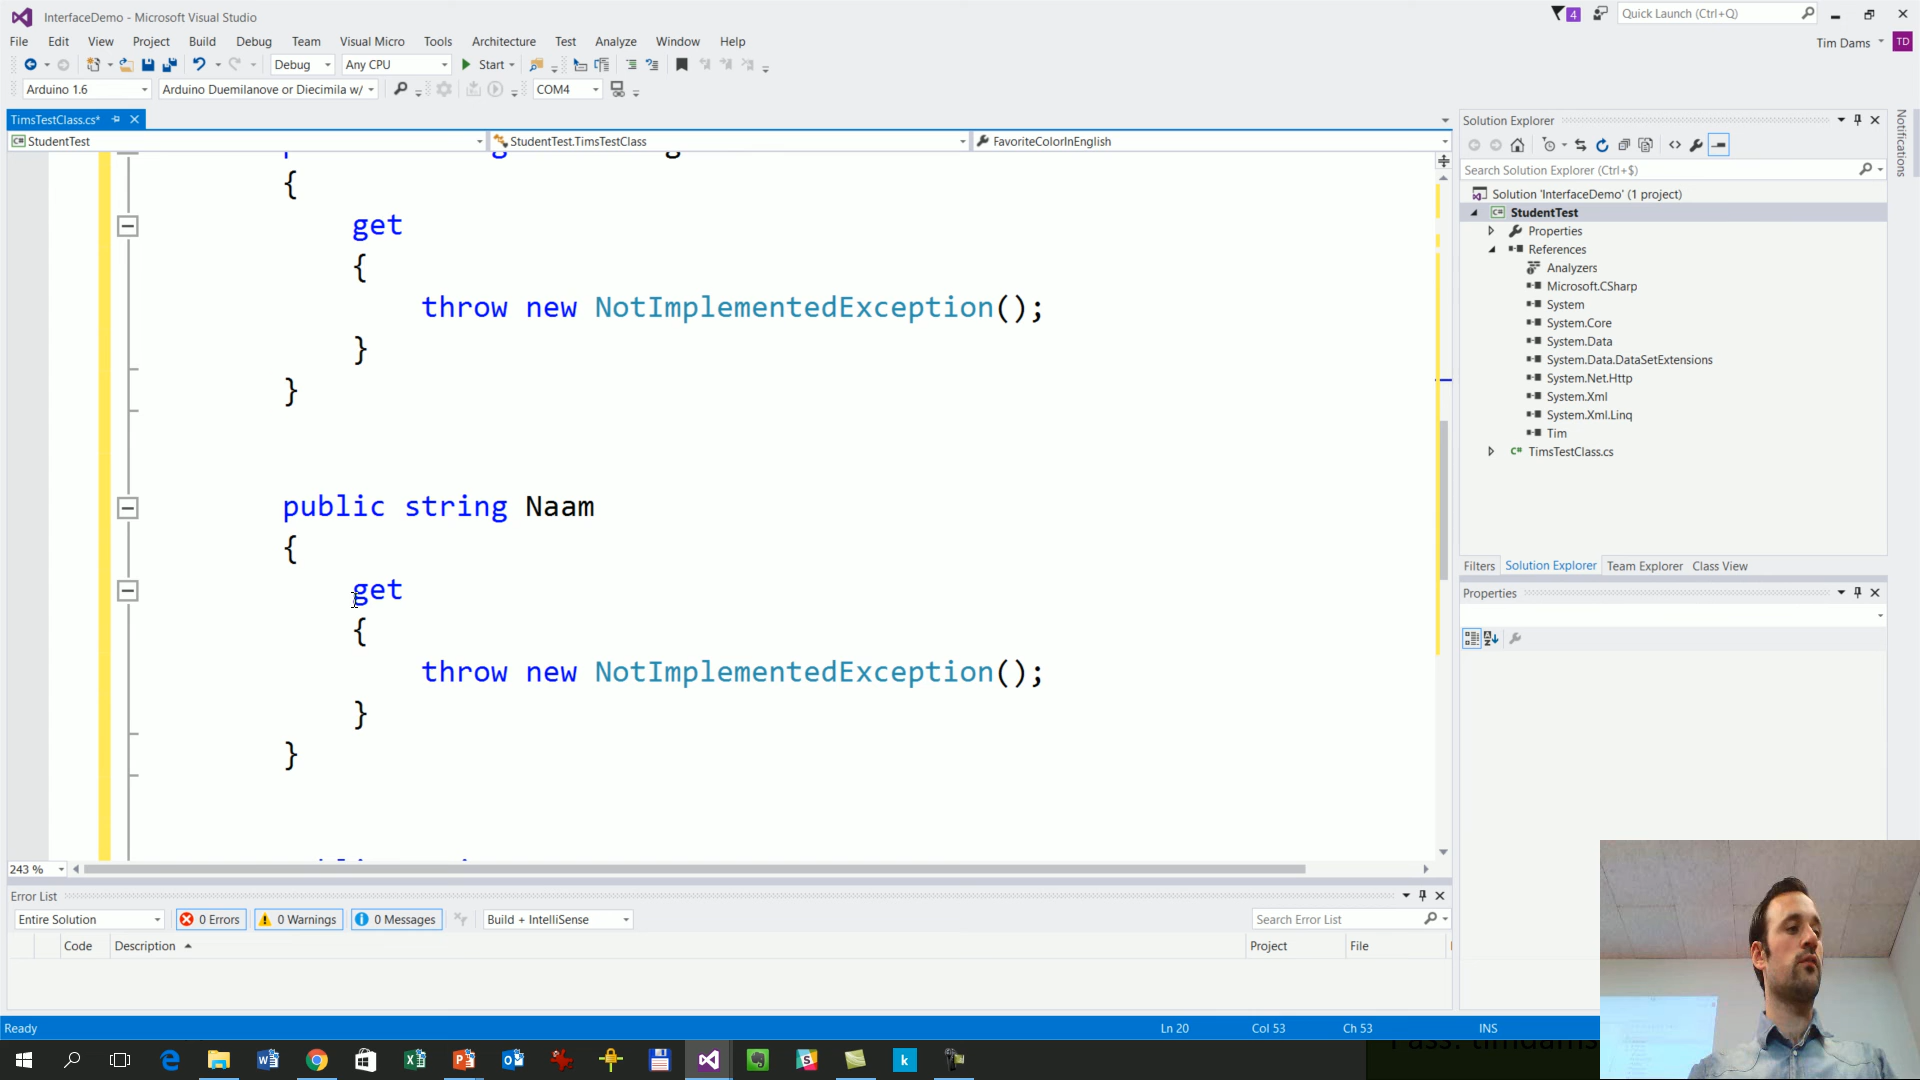 InterfaceDemo - Microsoft Visual Studio
4
Quick Launch (Ctrl+Q)
File Edit View Project Build Debug Team Visual Micro Tools Architecture Test Analyze Window Help
Tim Dams TD
Debug Any CPU Start
Arduino 1.6 Arduino Duemilanove or Diecimila w/ COM4
TimsTestClass.cs*
StudentTest StudentTest.TimsTestClass FavoriteColorInEnglish
{
get
{
throw new NotImplementedException();
}
}
public string Naam
{
get
{
throw new NotImplementedException();
}
}
243 %
Solution Explorer
Search Solution Explorer (Ctrl+$)
Solution 'InterfaceDemo' (1 project)
StudentTest
Properties
References
Analyzers
Microsoft.CSharp
System
System.Core
System.Data
System.Data.DataSetExtensions
System.Net.Http
System.Xml
System.Xml.Linq
Tim
TimsTestClass.cs
Filters Solution Explorer Team Explorer Class View
Properties
Notifications
Error List
Entire Solution 0 Errors 0 Warnings 0 Messages Build + IntelliSense Search Error List
Code Description Project File
Ready Ln 20 Col 53 Ch 53 INS